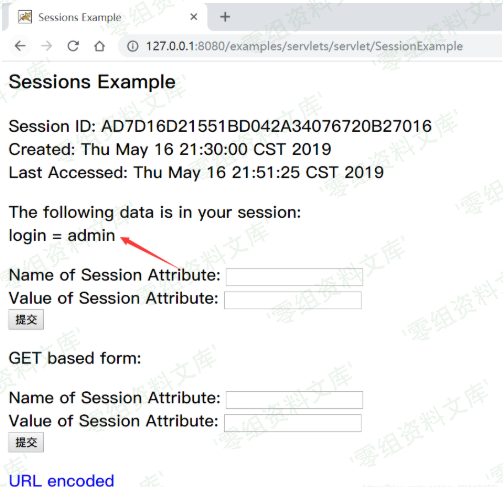 Sessions Example
127.0.0.1:8080/examples/servlets/servlet/SessionExample
Sessions Example
Session ID: AD7D16D21551BD042A34076720B27016
Created: Thu May 16 21:30:00 CST 2019
Last Accessed: Thu May 16 21:51:25 CST 2019
The following data is in your session:
login = admin
Name of Session Attribute:
Value of Session Attribute:
提交
GET based form:
Name of Session Attribute:
Value of Session Attribute:
提交
URL encoded
'零组资料文库'